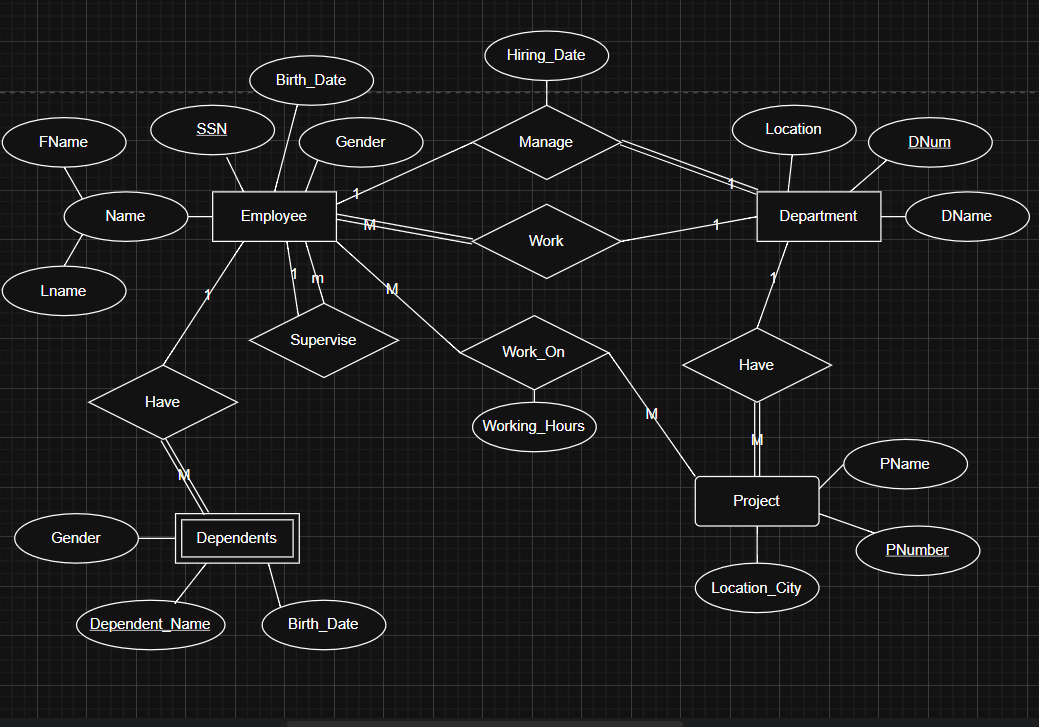 Hiring_Date
Birth_Date
SSN
Location
FName
Gender
Manage
DNum
1
1
Name
Employee
Department
DName
M
1
Work
1
m
1
M
Lname
1
Supervise
Work_On
Have
Have
M
Working_Hours
M
PName
M
Project
Gender
Dependents
PNumber
Location_City
Dependent_Name
Birth_Date